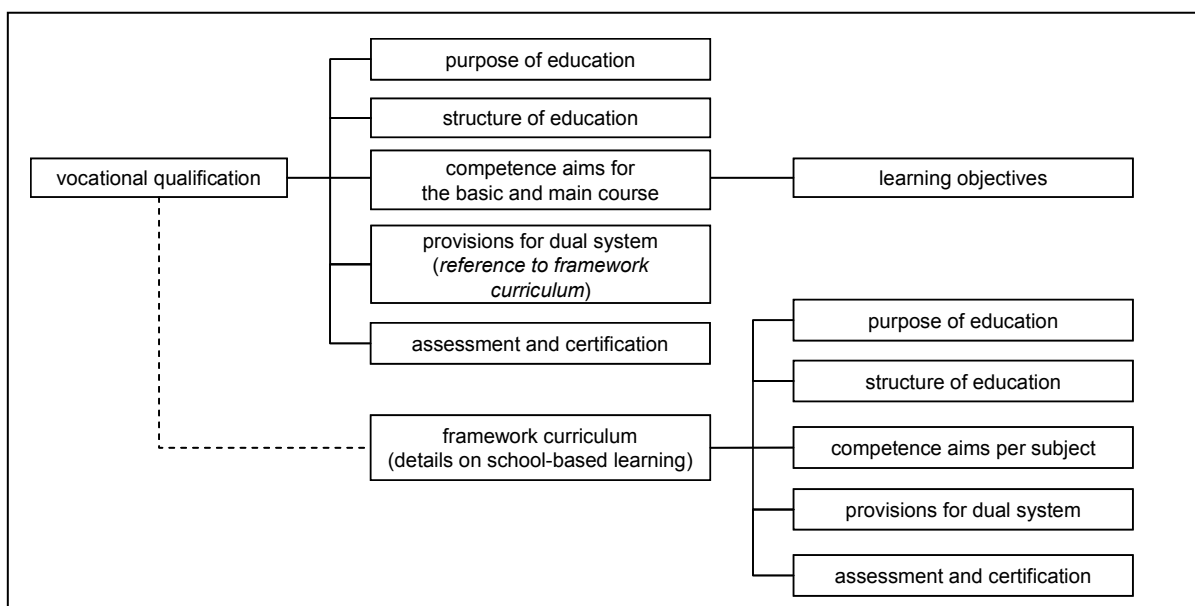 purpose of education
structure of education
vocational qualification
competence aims for
the basic and main course
learning objectives
provisions for dual system
(reference to framework
curriculum)
assessment and certification
framework curriculum
(details on school-based learning)
purpose of education
structure of education
competence aims per subject
provisions for dual system
assessment and certification